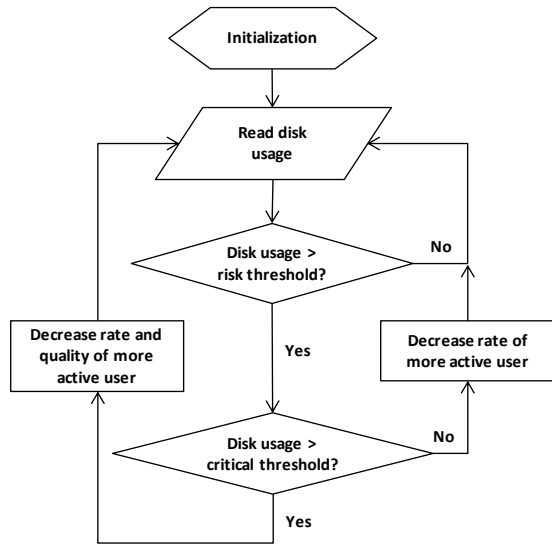 Initialization
Read disk
usage
Disk usage >
risk threshold?
No
Decrease rate and
quality of more
active user
Yes
Decrease rate of
more active user
Disk usage >
critical threshold?
No
Yes